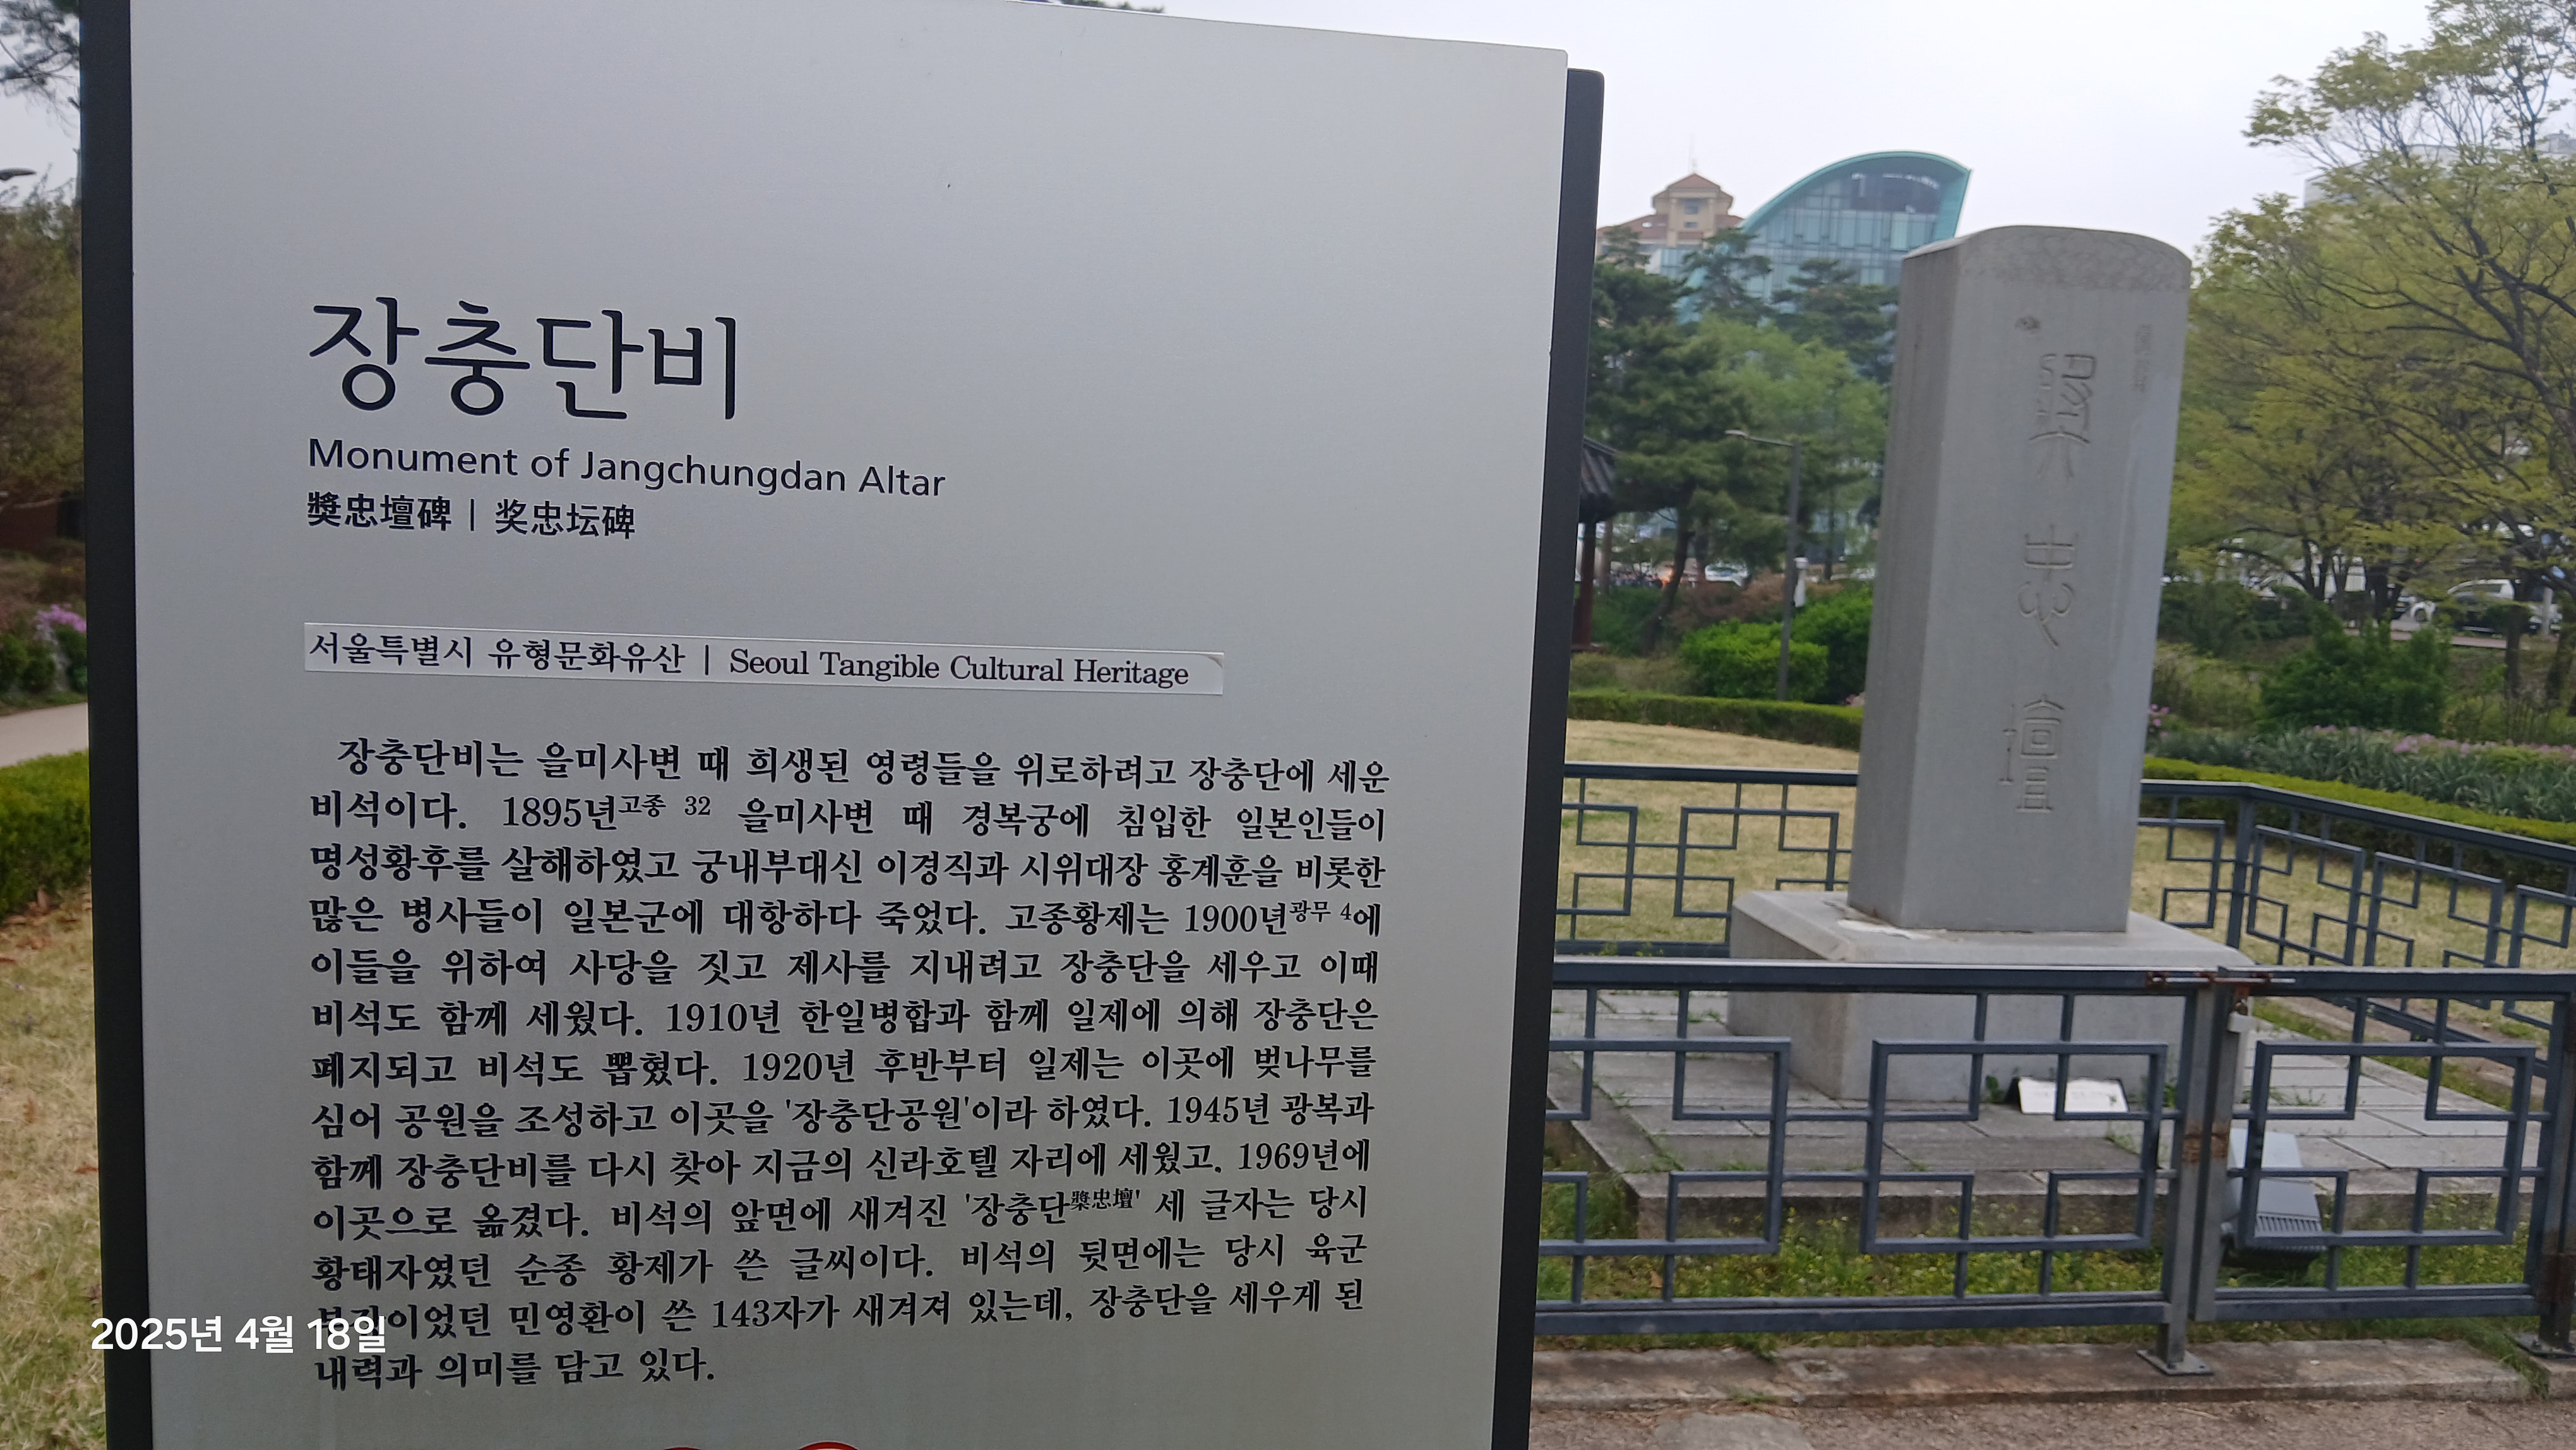 장충단비
Monument of Jangchungdan Altar
奬忠壇碑 | 奖忠坛碑
서울특별시 유형문화유산 | Seoul Tangible Cultural Heritage
장충단비는 을미사변 때 희생된 영령들을 위로하려고 장충단에 세운
비석이다. 1895년고종 32 을미사변 때 경복궁에 침입한 일본인들이
명성황후를 살해하였고 궁내부대신 이경직과 시위대장 홍계훈을 비롯한
많은 병사들이 일본군에 대항하다 죽었다. 고종황제는 1900년광무 4에
이들을 위하여 사당을 짓고 제사를 지내려고 장충단을 세우고 이때
비석도 함께 세웠다. 1910년 한일병합과 함께 일제에 의해 장충단은
폐지되고 비석도 뽑혔다. 1920년 후반부터 일제는 이곳에 벚나무를
심어 공원을 조성하고 이곳을 '장충단공원'이라 하였다. 1945년 광복과
함께 장충단비를 다시 찾아 지금의 신라호텔 자리에 세웠고, 1969년에
이곳으로 옮겼다. 비석의 앞면에 새겨진 '장충단奬忠壇' 세 글자는 당시
황태자였던 순종 황제가 쓴 글씨이다. 비석의 뒷면에는 당시 육군
부장이었던 민영환이 쓴 143자가 새겨져 있는데, 장충단을 세우게 된
내력과 의미를 담고 있다.
2025년 4월 18일
奬忠壇